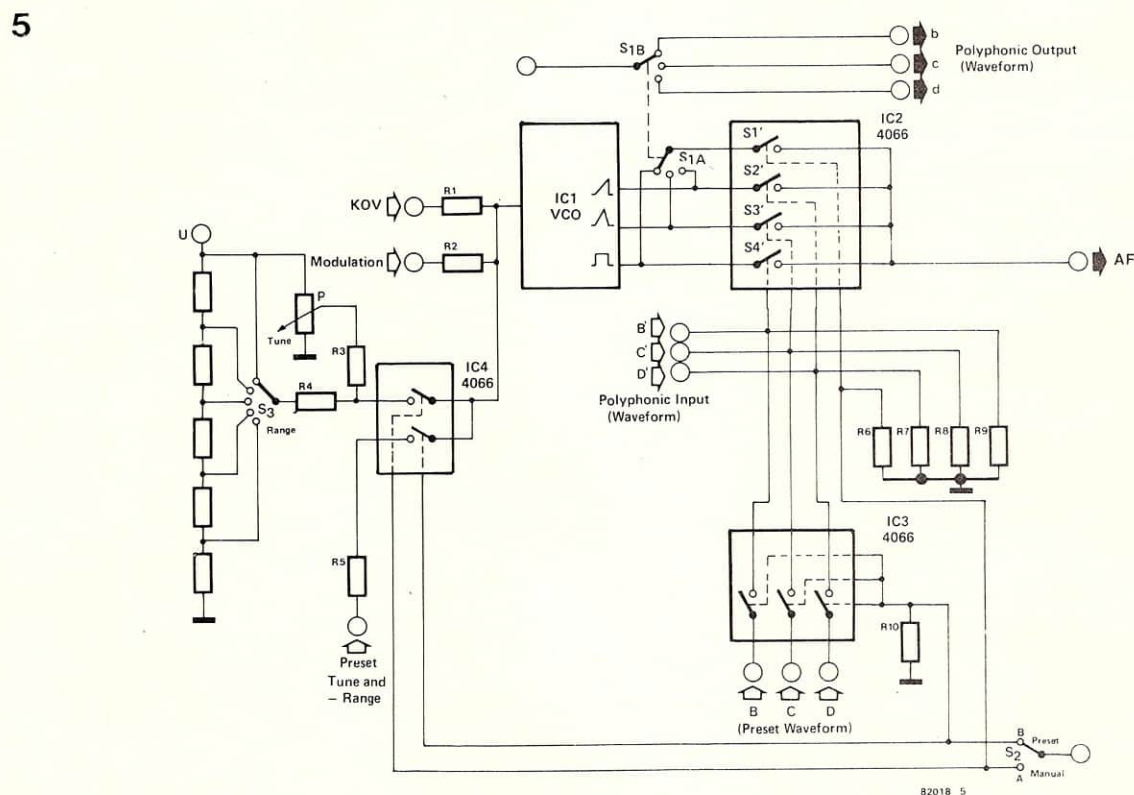 5
S1B
b
Polyphonic Output
(Waveform)
c
d
IC2
4066
S1'
S1A
S2'
IC1
VCO
S3'
S4'
KOV
R1
R2
Modulation
U
P
Tune
R3
R4
S3
Range
IC4
4066
AF
B'
C'
D'
Polyphonic Input
(Waveform)
R6
R7
R8
R9
IC3
4066
R5
R10
Preset
Tune and
– Range
B
C
D
(Preset Waveform)
B
Preset
S2
A
Manual
82018 5